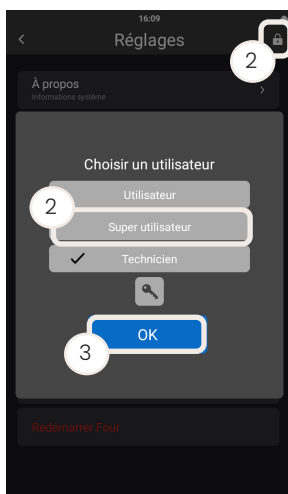 16:09
Réglages
2
À propos
Informations système
Choisir un utilisateur
Utilisateur
2
Super utilisateur
Technicien
OK
3
Redémarrer Four